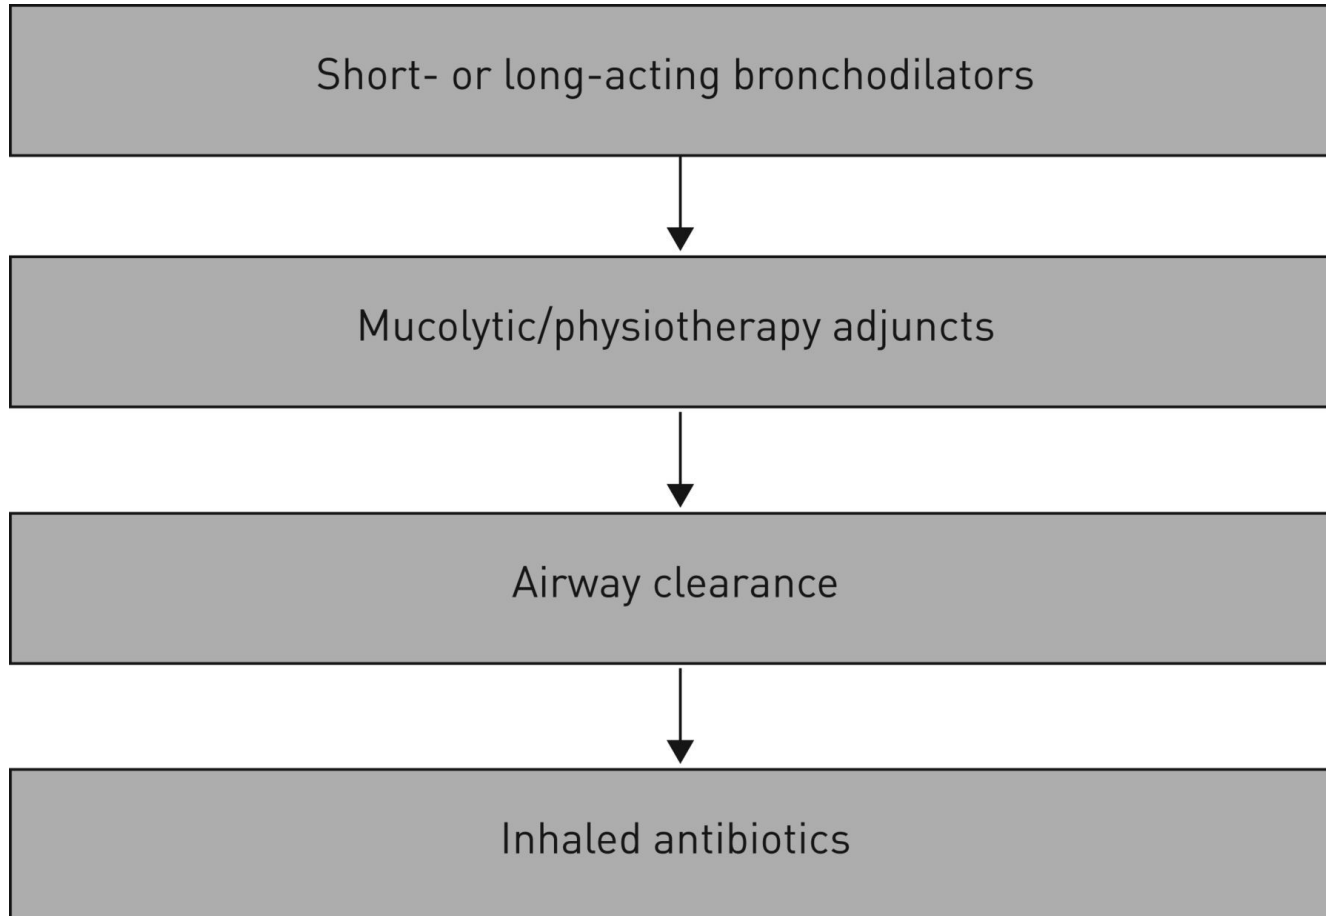 Short- or long-acting bronchodilators
Mucolytic/physiotherapy adjuncts
Airway clearance
Inhaled antibiotics